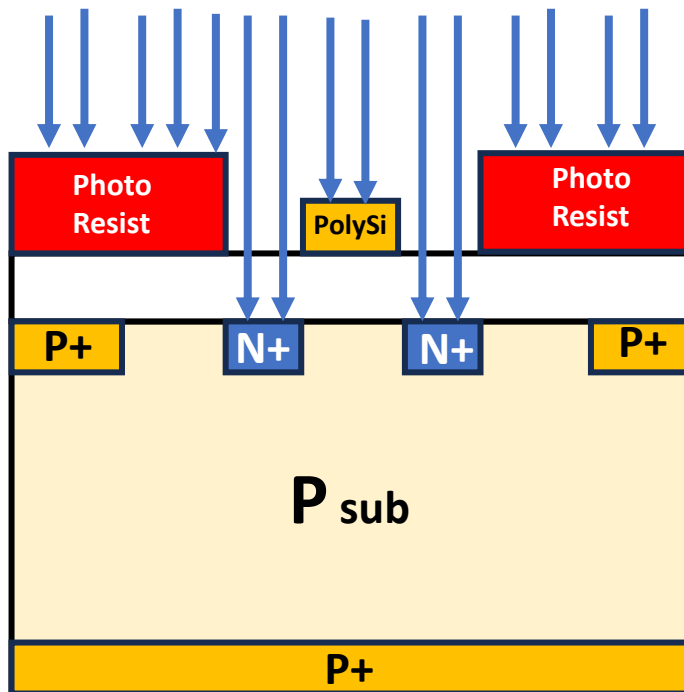 Photo
Resist
PolySi
Photo
Resist
P+
N+
N+
P+
P sub
P+